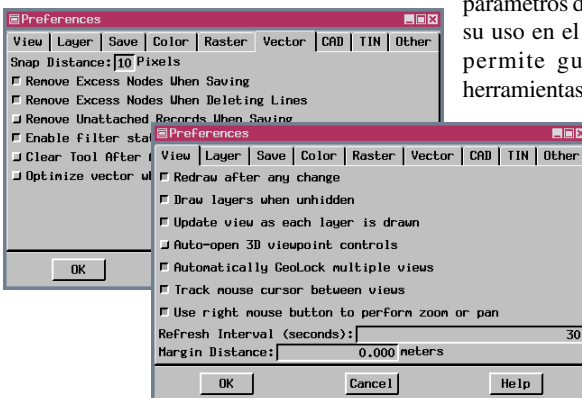 parámetros d
su uso en el
permite gu
herramientas
Preferences
View Layer Save Color Raster Vector CAD TIN Other
Snap Distance: 10 Pixels
Remove Excess Nodes When Saving
Remove Excess Nodes When Deleting Lines
Remove Unattached Records When Saving
Enable filter sta
Clear Tool After
Optimize vector w
Preferences
View Layer Save Color Raster Vector CAD TIN Other
Redraw after any change
Draw layers when unhidden
Update view as each layer is drawn
Auto-open 3D viewpoint controls
Automatically GeoLock multiple views
Track mouse cursor between views
Use right mouse button to perform zoom or pan
Refresh Interval (seconds): 30
Margin Distance: 0.000 meters
OK
OK Cancel Help